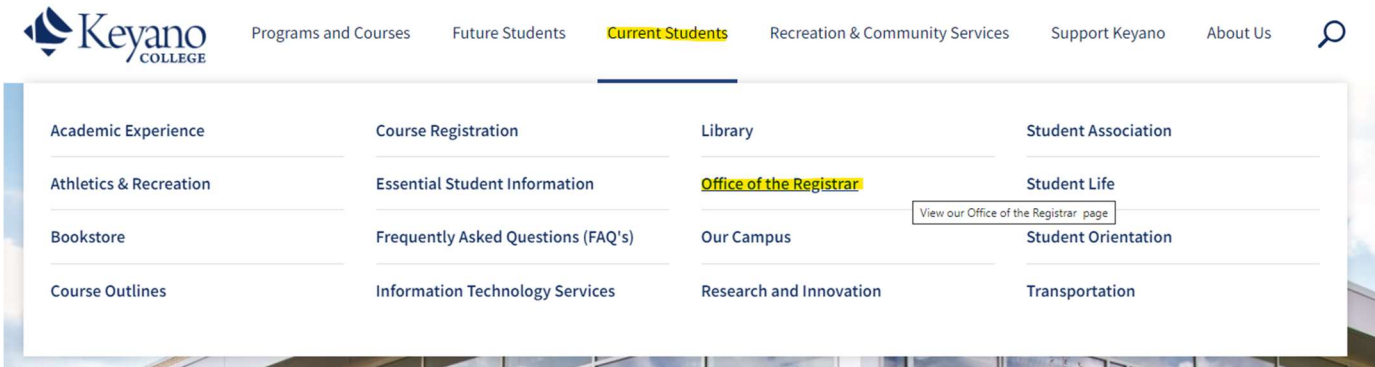 Keyano
COLLEGE
Programs and Courses
Future Students
Current Students
Recreation & Community Services
Support Keyano
About Us
Academic Experience
Course Registration
Library
Student Association
Athletics & Recreation
Essential Student Information
Office of the Registrar
Student Life
View our Office of the Registrar page
Bookstore
Frequently Asked Questions (FAQ's)
Our Campus
Student Orientation
Course Outlines
Information Technology Services
Research and Innovation
Transportation